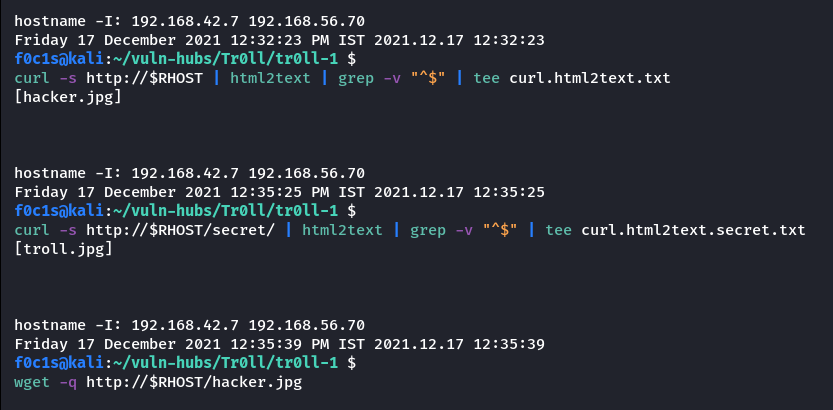 hostname -I: 192.168.42.7 192.168.56.70
Friday 17 December 2021 12:32:23 PM IST 2021.12.17 12:32:23
f0c1s@kali:~/vuln-hubs/Tr0ll/tr0ll-1 $
curl -s http://$RHOST | html2text | grep -v "^$" | tee curl.html2text.txt
[hacker.jpg]
hostname -I: 192.168.42.7 192.168.56.70
Friday 17 December 2021 12:35:25 PM IST 2021.12.17 12:35:25
f0c1s@kali:~/vuln-hubs/Tr0ll/tr0ll-1 $
curl -s http://$RHOST/secret/ | html2text | grep -v "^$" | tee curl.html2text.secret.txt
[troll.jpg]
hostname -I: 192.168.42.7 192.168.56.70
Friday 17 December 2021 12:35:39 PM IST 2021.12.17 12:35:39
f0c1s@kali:~/vuln-hubs/Tr0ll/tr0ll-1 $
wget -q http://$RHOST/hacker.jpg